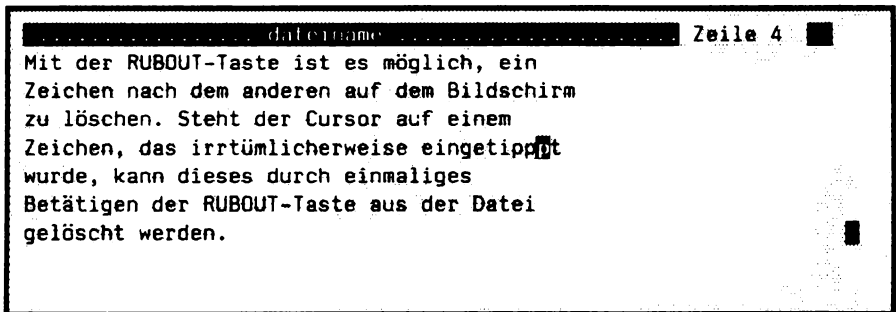 ................. dateiname ...................... Zeile 4
Mit der RUBOUT-Taste ist es möglich, ein
Zeichen nach dem anderen auf dem Bildschirm
zu löschen. Steht der Cursor auf einem
Zeichen, das irrtümlicherweise eingetipppt
wurde, kann dieses durch einmaliges
Betätigen der RUBOUT-Taste aus der Datei
gelöscht werden.